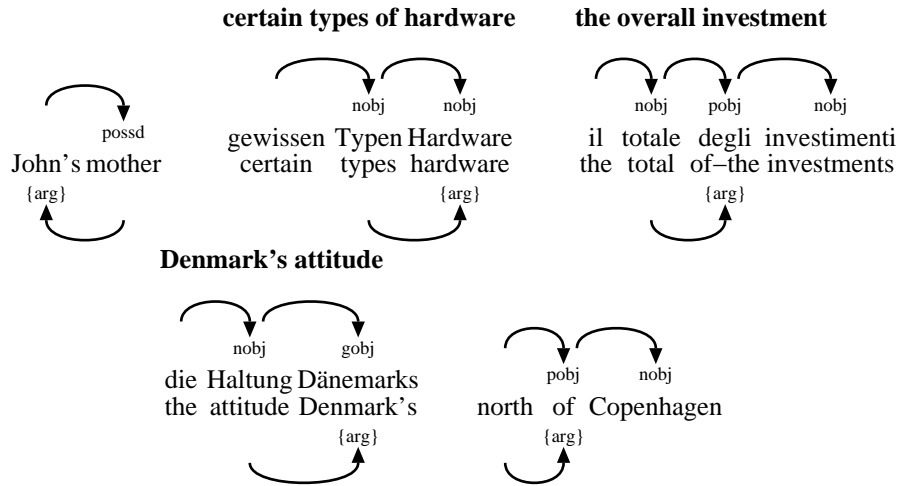 certain types of hardware
the overall investment
possd
John's mother
{arg}
nobj nobj
gewissen Typen Hardware
certain types hardware
{arg}
nobj pobj nobj
il totale degli investimenti
the total of–the investments
{arg}
Denmark's attitude
nobj gobj
die Haltung Dänemarks
the attitude Denmark's
{arg}
pobj nobj
north of Copenhagen
{arg}